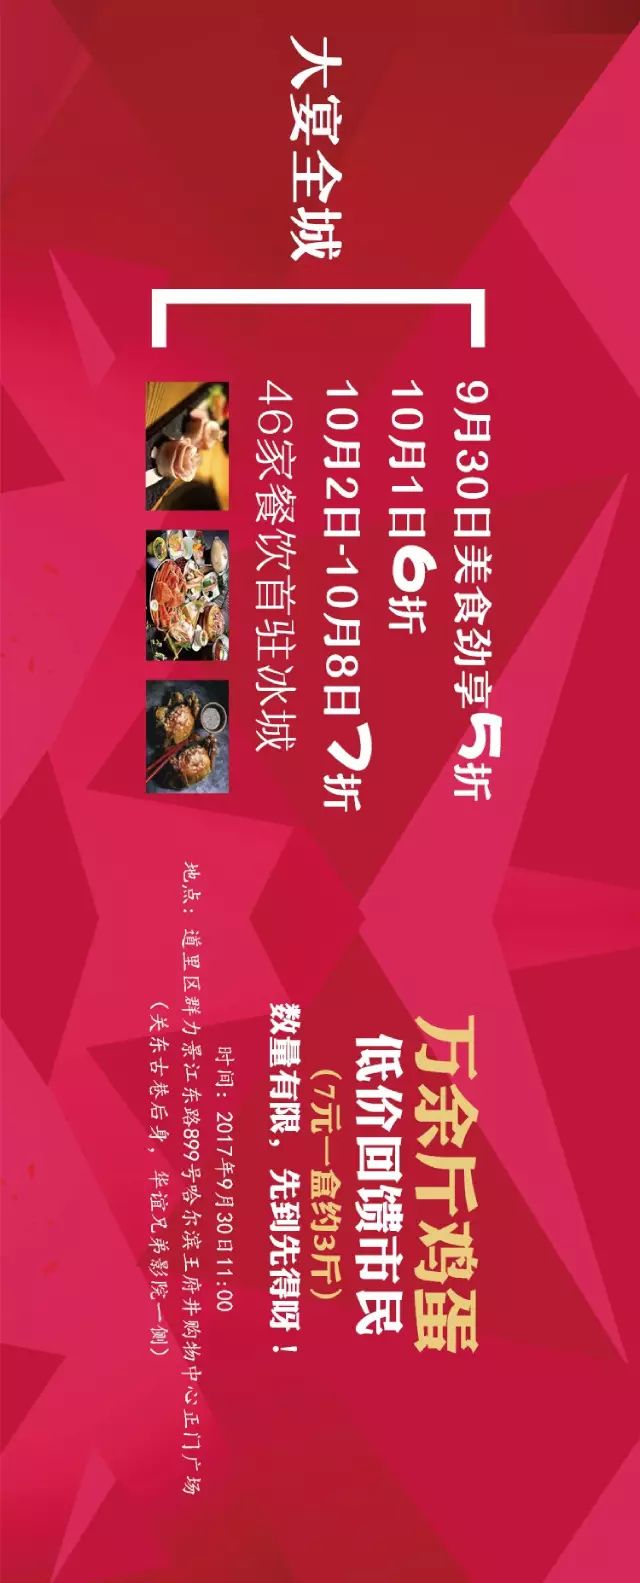 大宴全城
9月30日美食劲享5折
10月1日6折
10月2日-10月8日7折
46家餐饮首驻冰城
万余斤鸡蛋
低价回馈市民
（7元一盒约3斤）
数量有限，先到先得呀！
时间：2017年9月30日11:00
地点：道里区群力景江东路899号哈尔滨王府井购物中心正门广场
（关东古巷后身，华谊兄弟影院一侧）